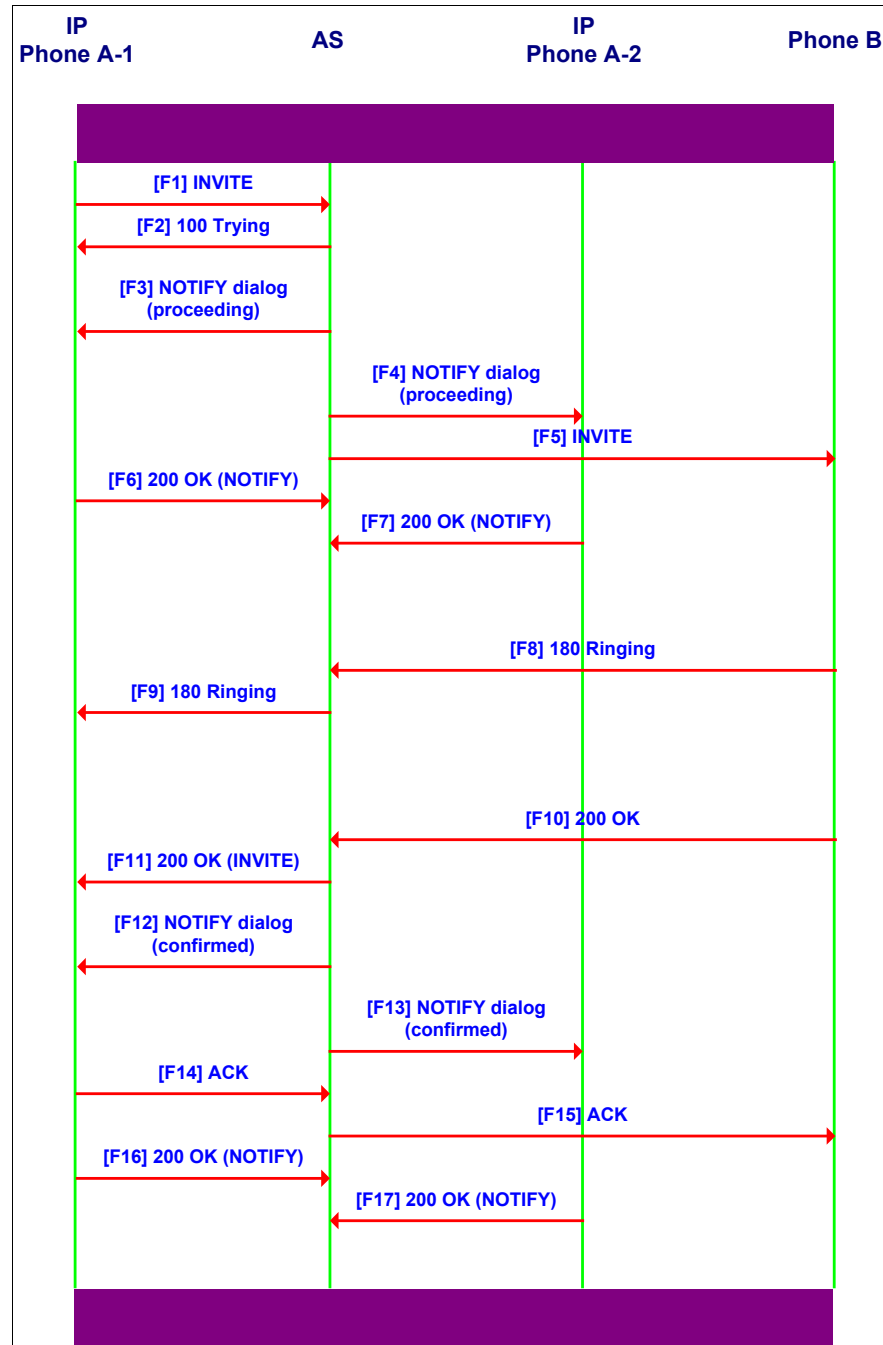 IP
Phone A-1
AS
IP
Phone A-2
Phone B
[F1] INVITE
[F2] 100 Trying
[F3] NOTIFY dialog
(proceeding)
[F4] NOTIFY dialog
(proceeding)
[F5] INVITE
[F6] 200 OK (NOTIFY)
[F7] 200 OK (NOTIFY)
[F8] 180 Ringing
[F9] 180 Ringing
[F10] 200 OK
[F11] 200 OK (INVITE)
[F12] NOTIFY dialog
(confirmed)
[F13] NOTIFY dialog
(confirmed)
[F14] ACK
[F15] ACK
[F16] 200 OK (NOTIFY)
[F17] 200 OK (NOTIFY)